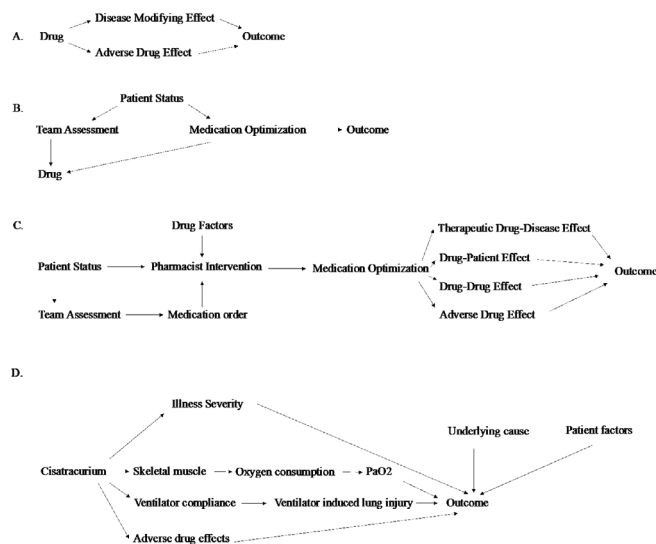 Disease Modifying Effect
A. Drug Outcome
Adverse Drug Effect
Patient Status
B.
Team Assessment Medication Optimization Outcome
Drug
Drug Factors
C. Therapeutic Drug-Disease Effect
Drug-Patient Effect
Patient Status Pharmacist Intervention Medication Optimization Outcome
Drug-Drug Effect
Team Assessment Medication order Adverse Drug Effect
D.
Illness Severity
Underlying cause Patient factors
Cisatracurium Skeletal muscle Oxygen consumption PaO2
Ventilator compliance Ventilator induced lung injury Outcome
Adverse drug effects